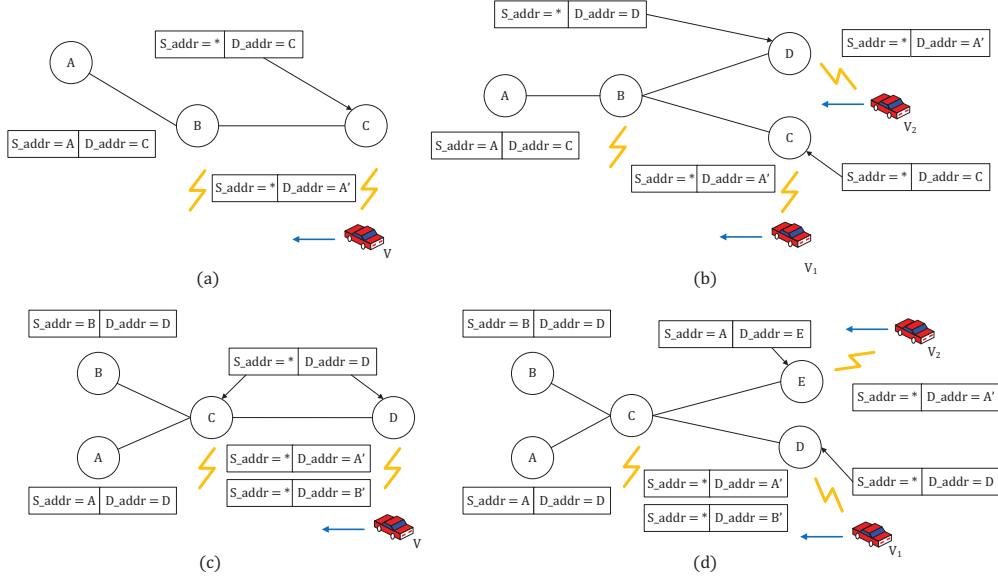 S_addr = * D_addr = C
A
B
C
S_addr = A D_addr = C
S_addr = * D_addr = A'
V
(a)
S_addr = * D_addr = D
D
S_addr = * D_addr = A'
A
B
V2
C
S_addr = A D_addr = C
S_addr = * D_addr = A'
S_addr = * D_addr = C
V1
(b)
S_addr = B D_addr = D
B
S_addr = * D_addr = D
C
D
A
S_addr = * D_addr = A'
S_addr = * D_addr = B'
S_addr = A D_addr = D
V
(c)
S_addr = B D_addr = D
S_addr = A D_addr = E
V2
B
E
S_addr = * D_addr = A'
C
D
A
S_addr = * D_addr = A'
S_addr = * D_addr = D
S_addr = A D_addr = D
S_addr = * D_addr = B'
V1
(d)